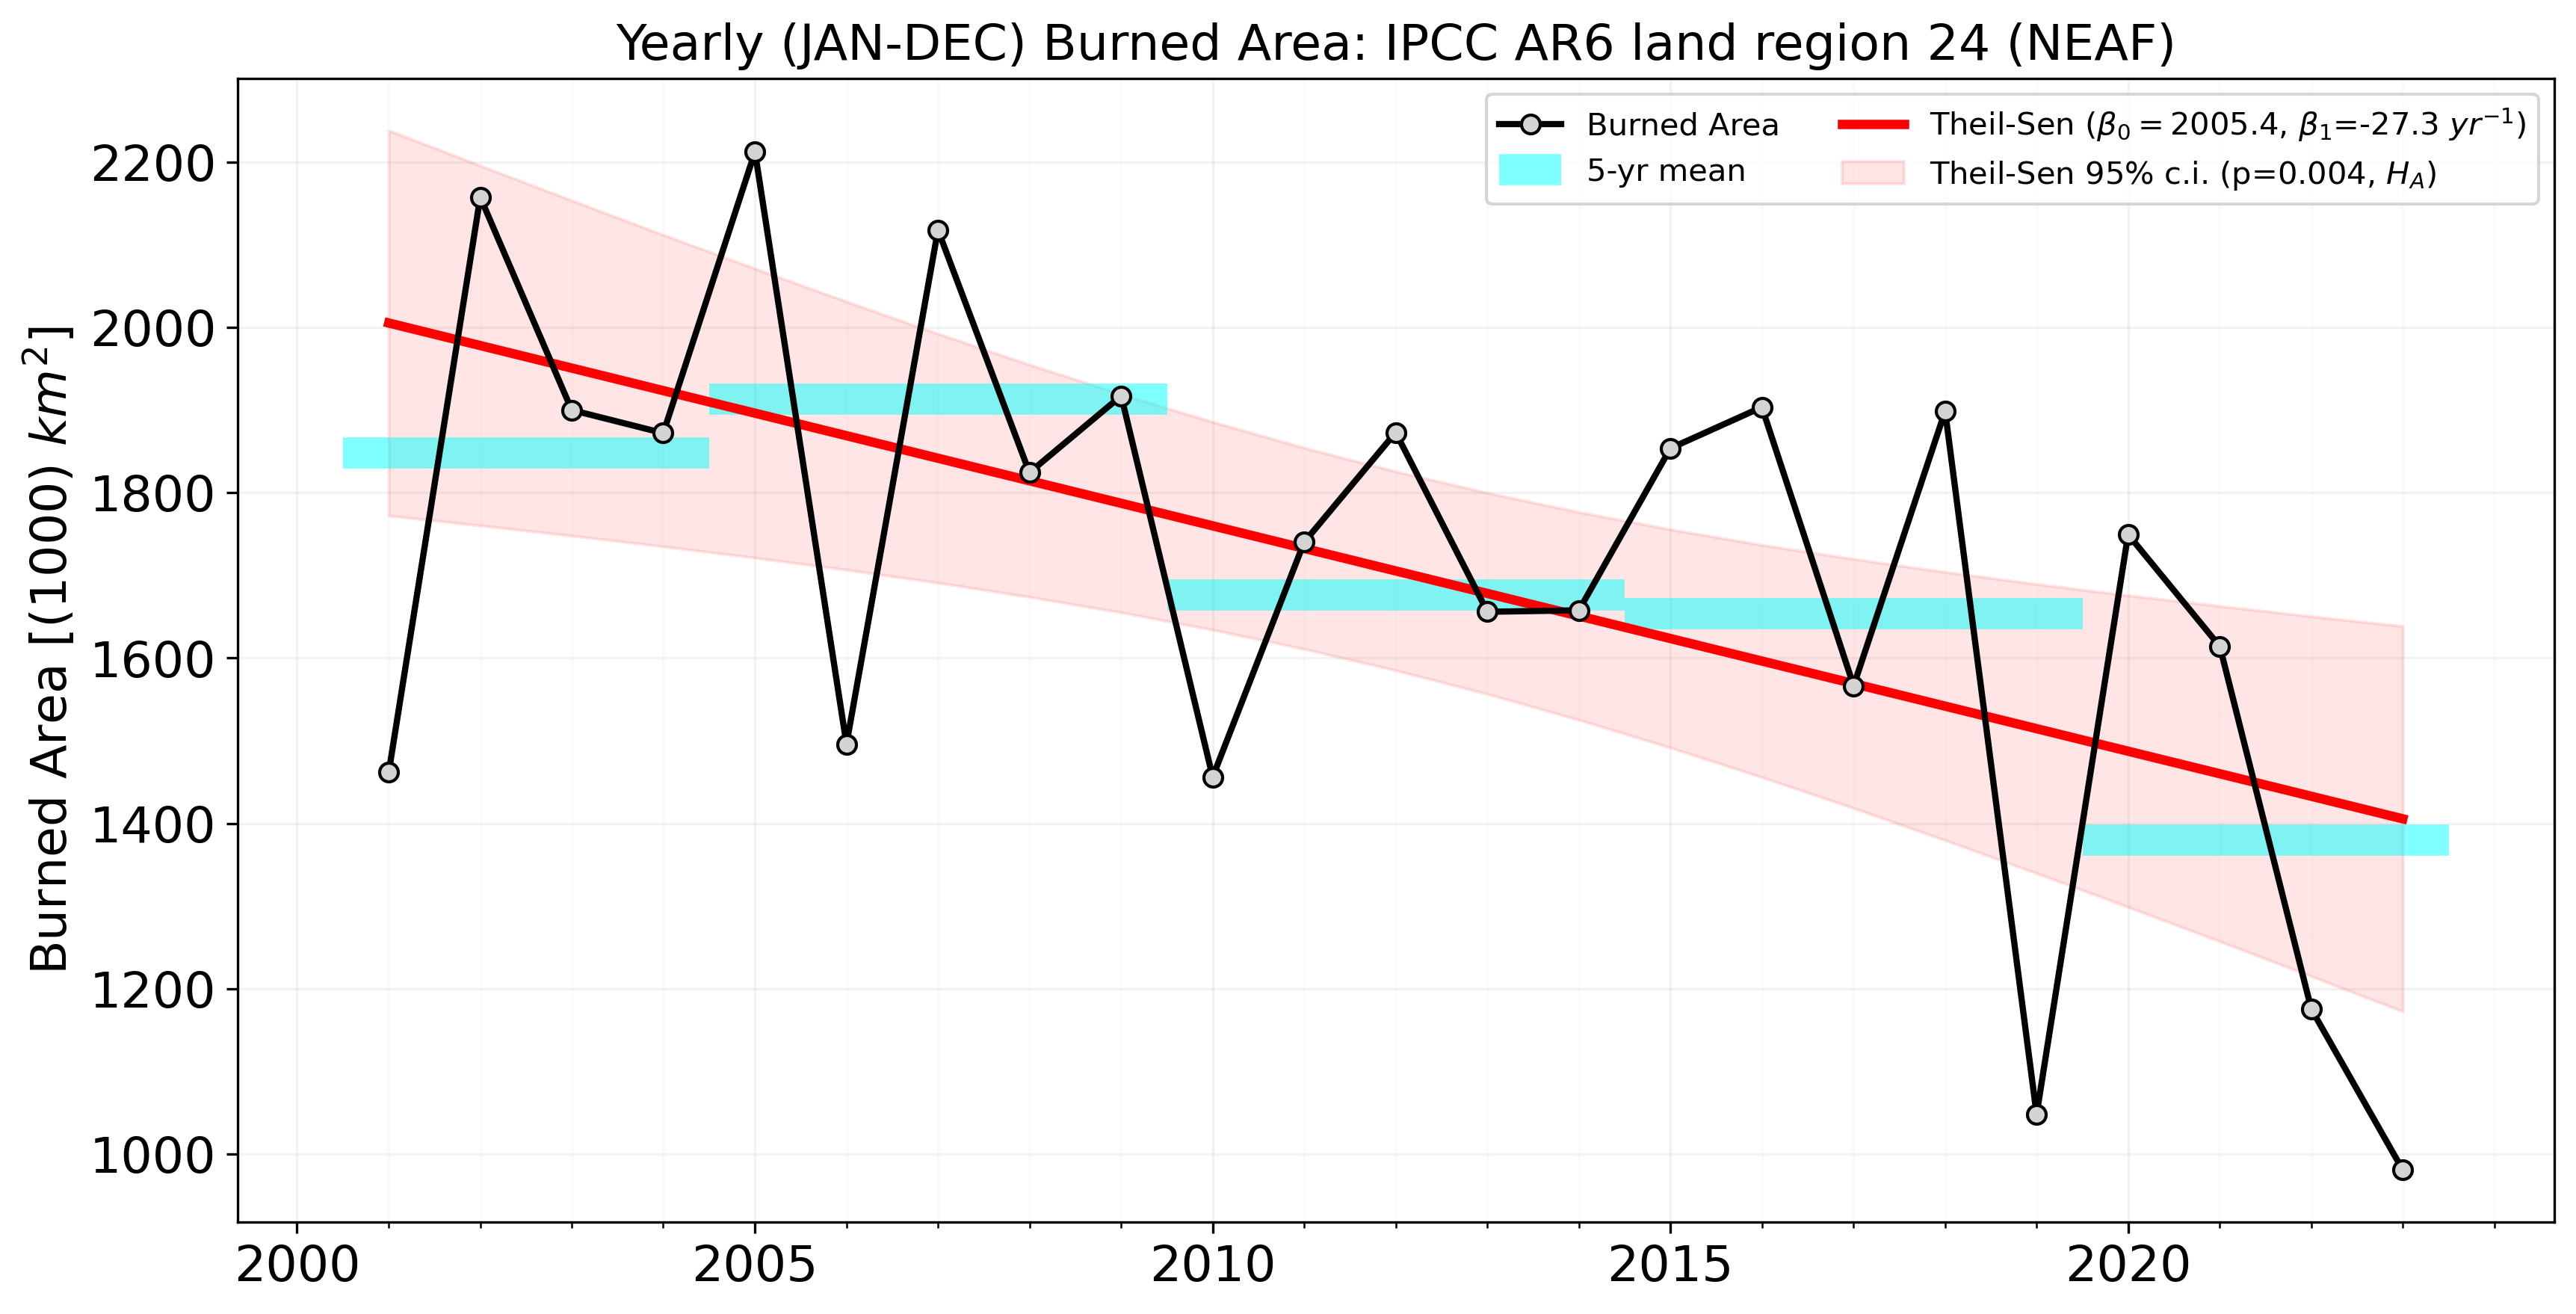 Yearly (JAN-DEC) Burned Area: IPCC AR6 land region 24 (NEAF)
Burned Area
5-yr mean
Theil-Sen (β₀ = 2005.4, β₁=-27.3 yr⁻¹)
Theil-Sen 95% c.i. (p=0.004, H_A)
Burned Area [(1000) km²]
2200
2000
1800
1600
1400
1200
1000
2000 2005 2010 2015 2020